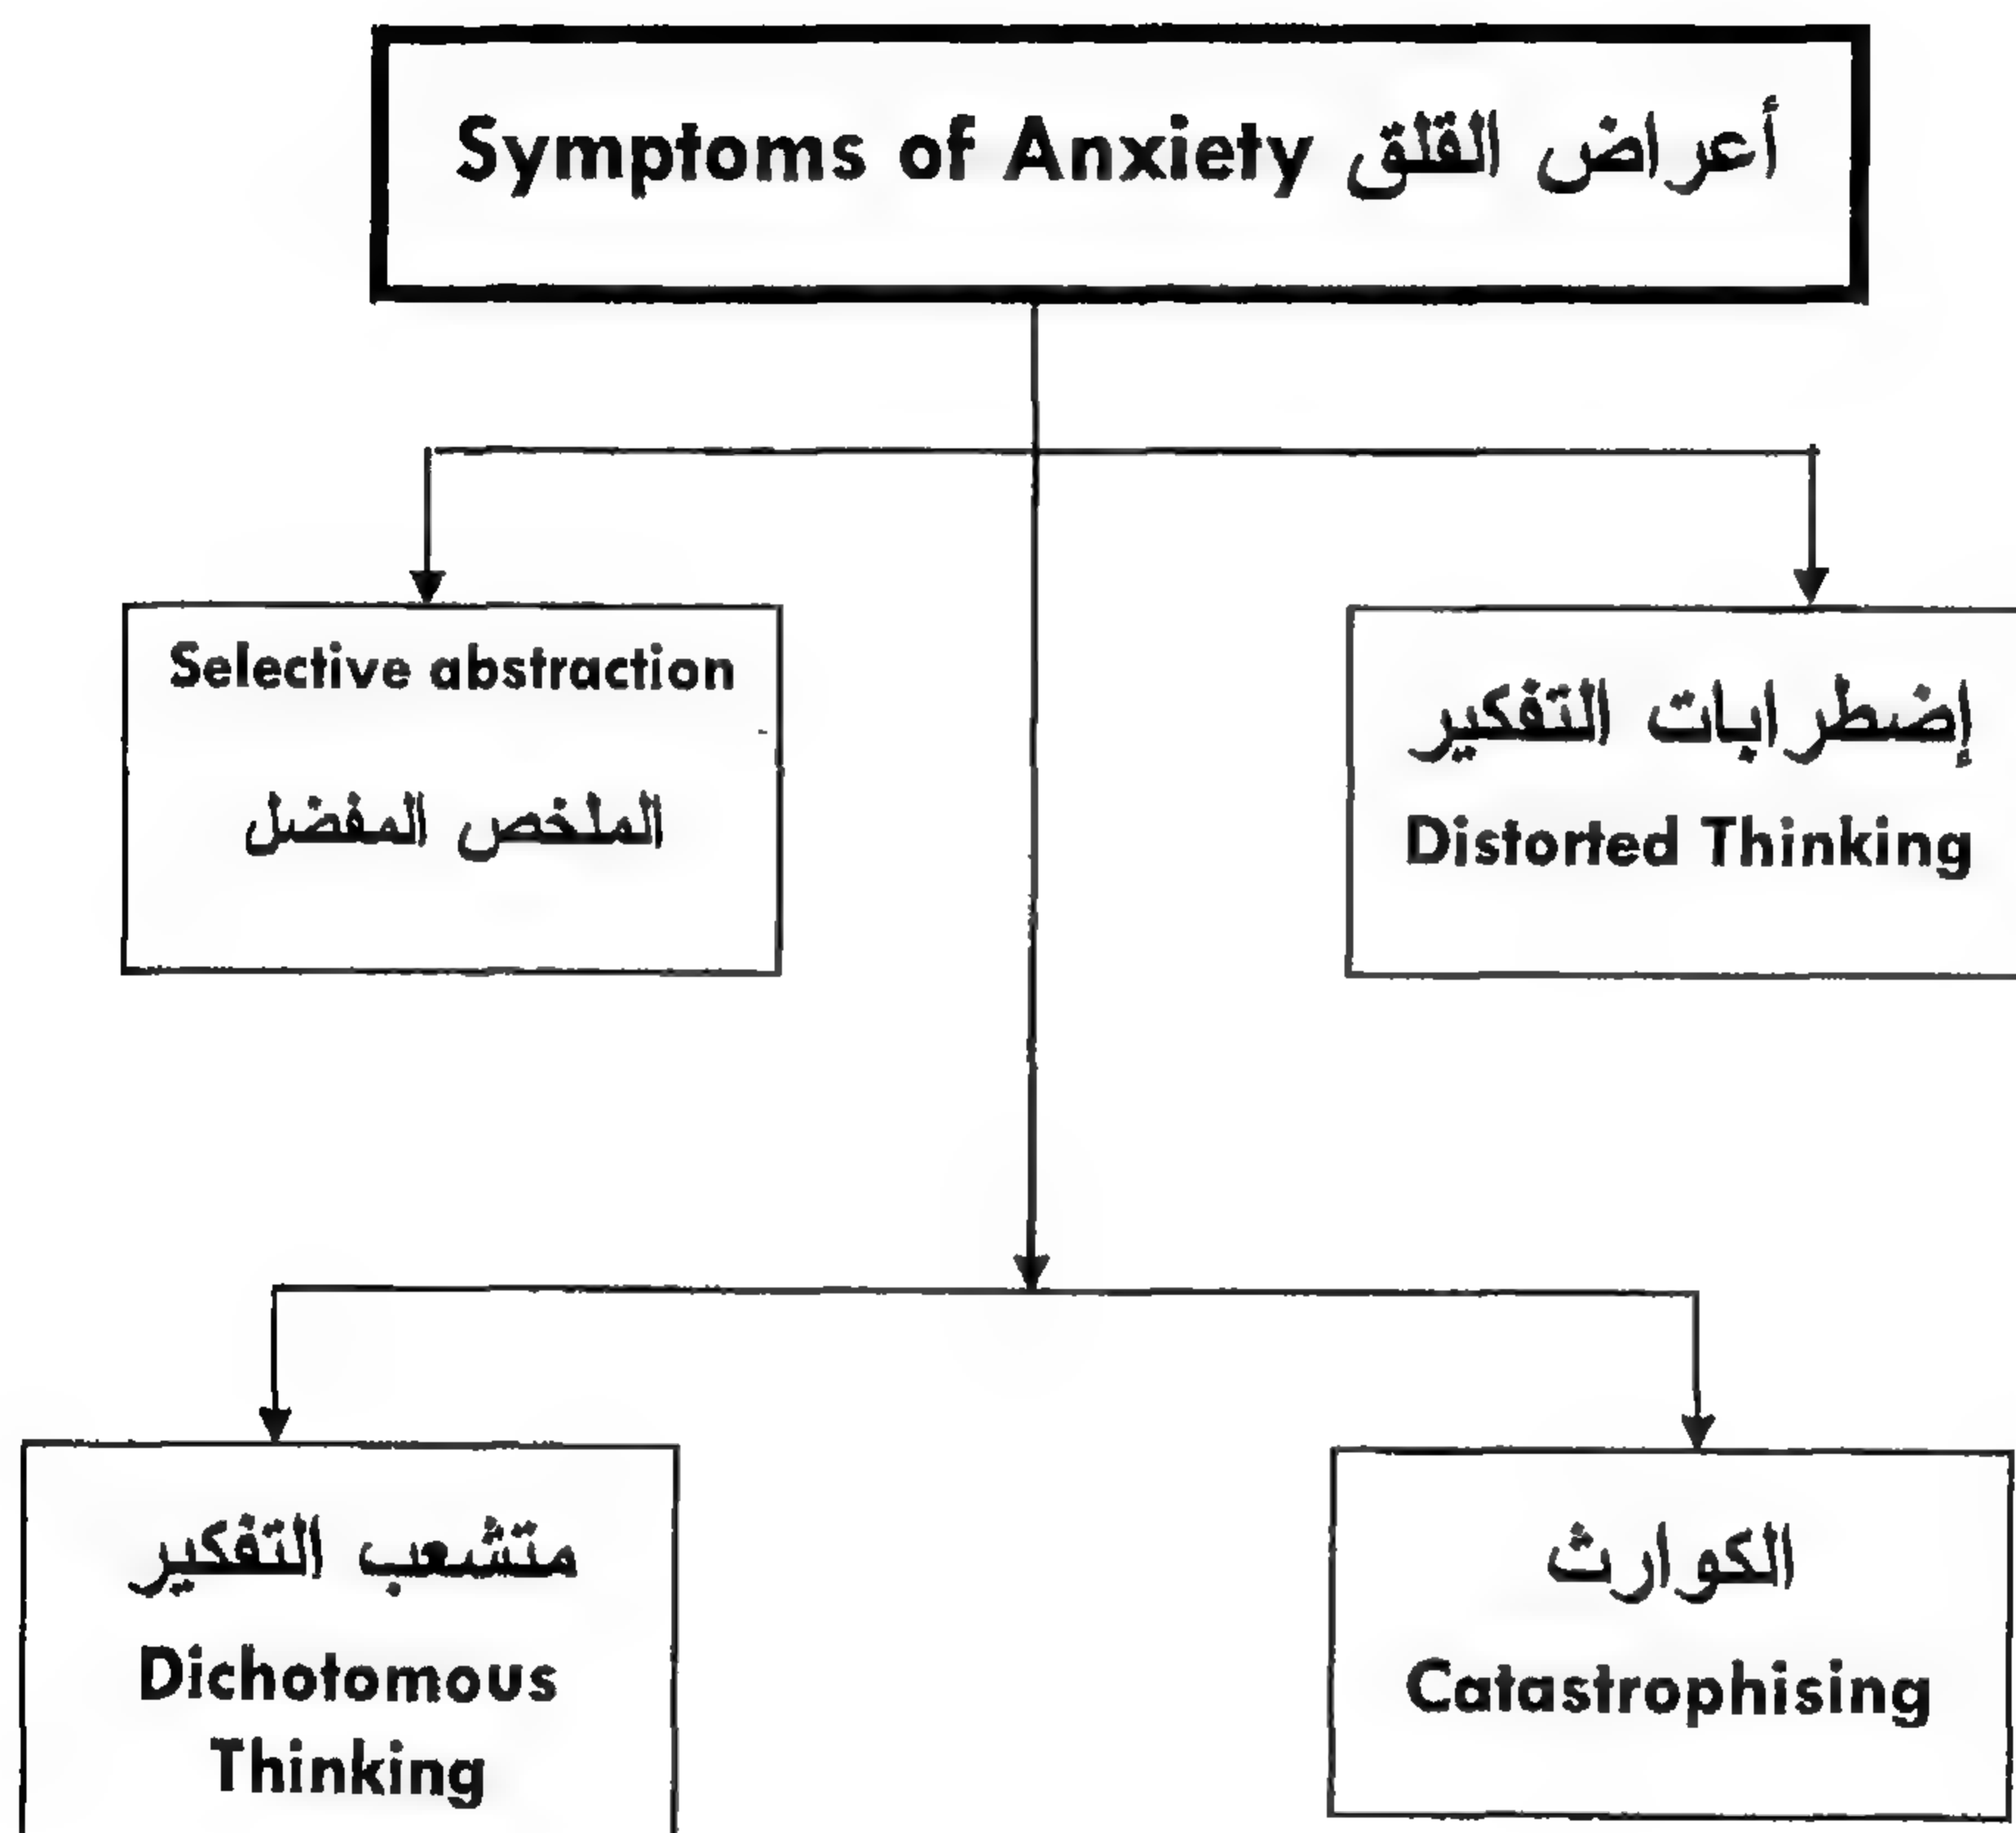 Symptoms of Anxiety أعراض القلق
Selective abstraction
الملخص المفضل
إضطرابات التفكير
Distorted Thinking
متشعب التفكير
Dichotomous
Thinking
الكوارث
Catastrophising